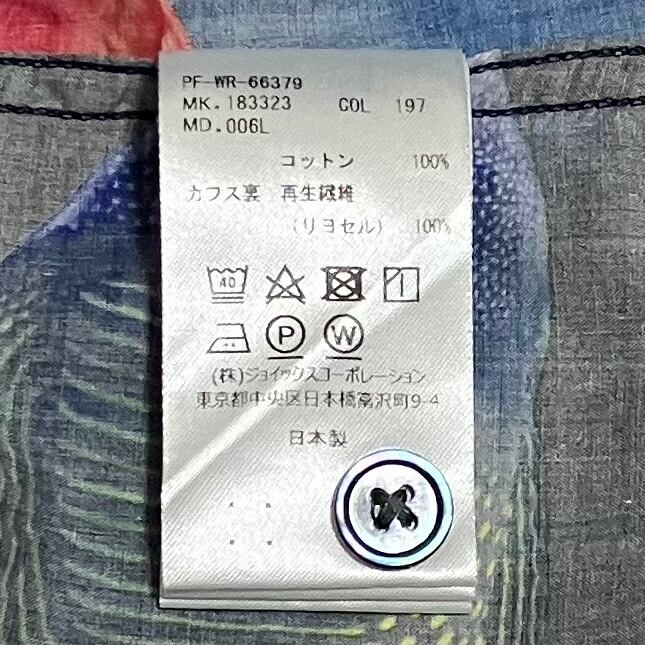 PF-WR-66379
MK.183323 COL 197
MD.006L
コットン 100%
カフス裏 再生繊維
(リヨセル) 100%
40
P W
(株)ジョイックスコーポレーション
東京都中央区日本橋富沢町9-4
日本製